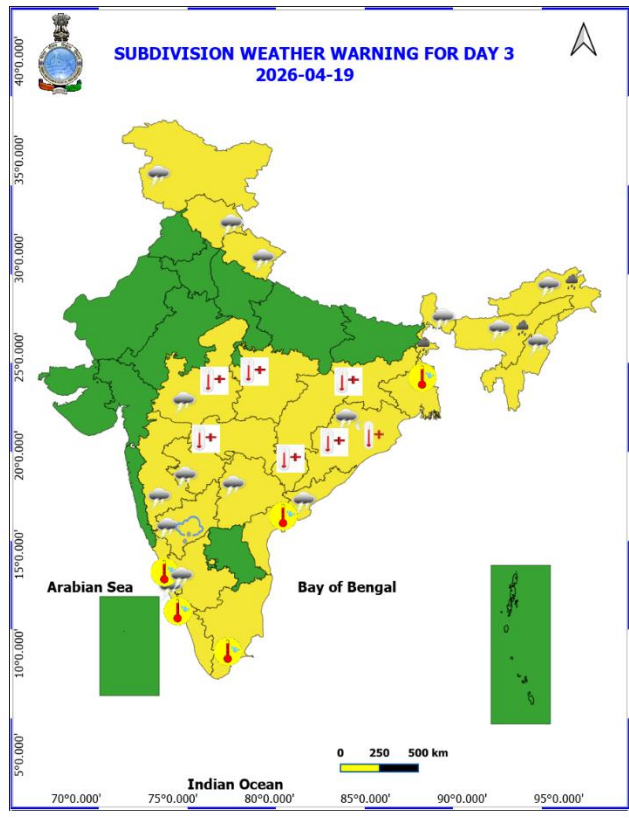 SUBDIVISION WEATHER WARNING FOR DAY 3
2026-04-19
40°0.000'
35°0.000'
30°0.000'
25°0.000'
20°0.000'
15°0.000'
10°0.000'
5°0.000'
Arabian Sea
Bay of Bengal
0 250 500 km
Indian Ocean
70°0.000' 75°0.000' 80°0.000' 85°0.000' 90°0.000' 95°0.000'